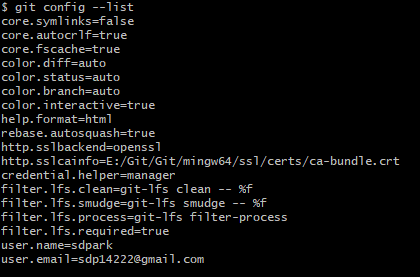 $ git config --list
core.symlinks=false
core.autocrlf=true
core.fscache=true
color.diff=auto
color.status=auto
color.branch=auto
color.interactive=true
help.format=html
rebase.autosquash=true
http.sslbackend=openssl
http.sslcainfo=E:/Git/Git/mingw64/ssl/certs/ca-bundle.crt
credential.helper=manager
filter.lfs.clean=git-lfs clean -- %f
filter.lfs.smudge=git-lfs smudge -- %f
filter.lfs.process=git-lfs filter-process
filter.lfs.required=true
user.name=sdpark
user.email=sdp14222@gmail.com